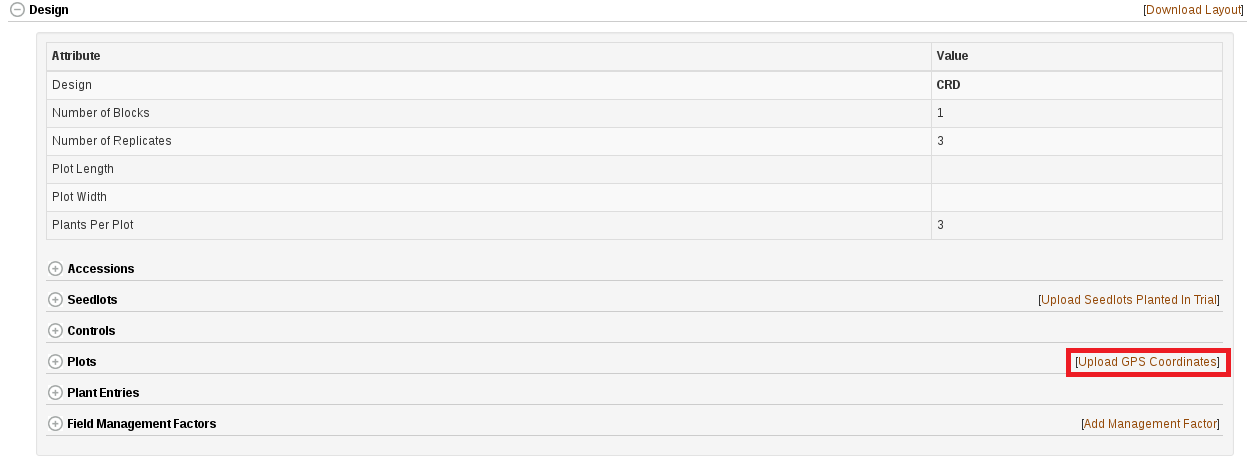 Design [Download Layout]
Attribute Value
Design CRD
Number of Blocks 1
Number of Replicates 3
Plot Length
Plot Width
Plants Per Plot 3
Accessions
Seedlots [Upload Seedlots Planted In Trial]
Controls
Plots [Upload GPS Coordinates]
Plant Entries
Field Management Factors [Add Management Factor]